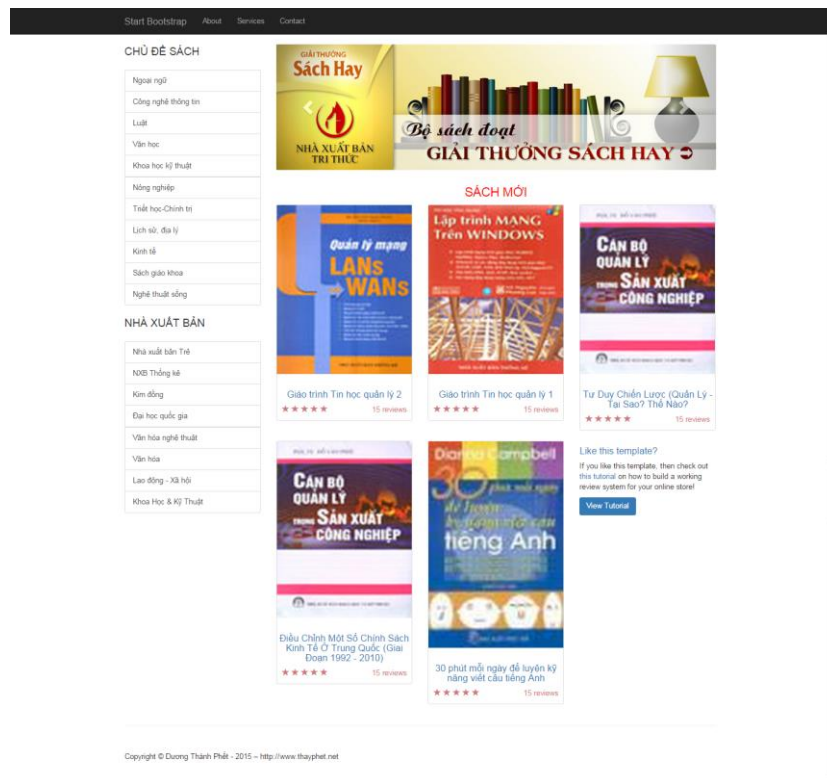 Start Bootstrap About Services Contact
CHỦ ĐỀ SÁCH
Ngoại ngữ
Công nghệ thông tin
Luật
Văn học
Khoa học kỹ thuật
Nông nghiệp
Triết học-Chính trị
Lịch sử, địa lý
Kinh tế
Sách giáo khoa
Nghệ thuật sống
NHÀ XUẤT BẢN
Nhà xuất bản Trẻ
NXB Thống kê
Kim đồng
Đại học quốc gia
Văn hóa nghệ thuật
Văn hóa
Lao động - Xã hội
Khoa Học & Kỹ Thuật
GIẢI THƯỞNG
Sách Hay
NHÀ XUẤT BẢN
TRI THỨC
Bộ sách đoạt
GIẢI THƯỞNG SÁCH HAY
SÁCH MỚI
Quản lý mạng
LANs
WANs
Giáo trình Tin học quản lý 2
15 reviews
Lập trình MẠNG
Trên WINDOWS
Giáo trình Tin học quản lý 1
15 reviews
CÁN BỘ
QUẢN LÝ
TRONG SẢN XUẤT
CÔNG NGHIỆP
Tư Duy Chiến Lược (Quản Lý -
Tại Sao? Thế Nào?
15 reviews
CÁN BỘ
QUẢN LÝ
TRONG SẢN XUẤT
CÔNG NGHIỆP
Điều Chỉnh Một Số Chính Sách
Kinh Tế Ở Trung Quốc (Giai
Đoạn 1992 - 2010)
15 reviews
Dianna Campbell
30 phút mỗi ngày
để luyện
kỹ năng viết câu
tiếng Anh
30 phút mỗi ngày để luyện kỹ
năng viết câu tiếng Anh
15 reviews
Like this template?
If you like this template, then check out
this tutorial on how to build a working
review system for your online store!
View Tutorial
Copyright © Dương Thành Phết - 2015 – http://www.thayphet.net